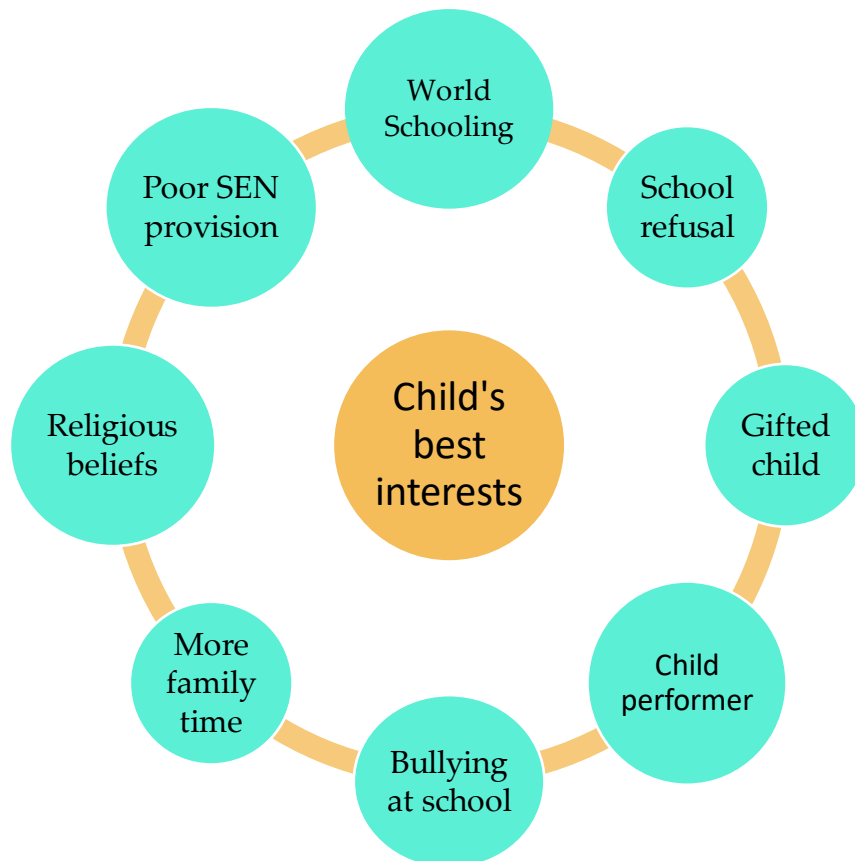 World
Schooling
School
refusal
Gifted
child
Child
performer
Bullying
at school
More
family
time
Religious
beliefs
Poor SEN
provision
Child's
best
interests